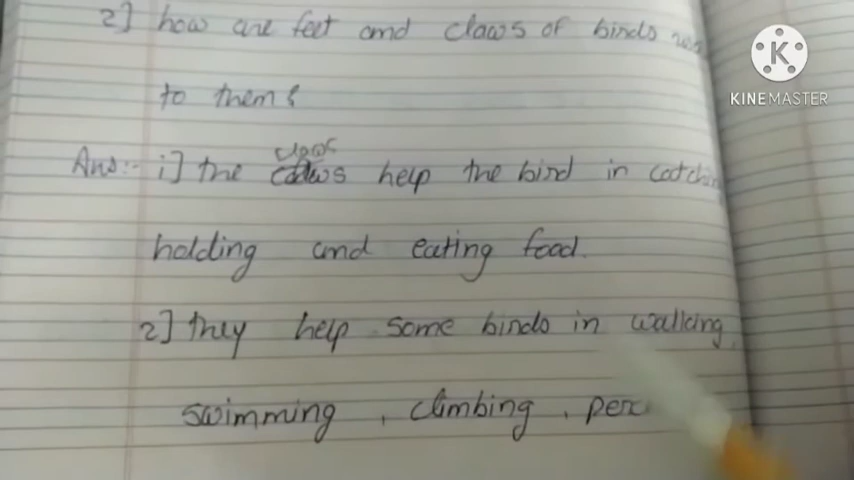 2] how are feet and claws of birds
to them?
claws
Ans:- i] the claws help the bird in
holding and eating food.
2] they help some birds in walking,
swimming, climbing,
KINEMASTER